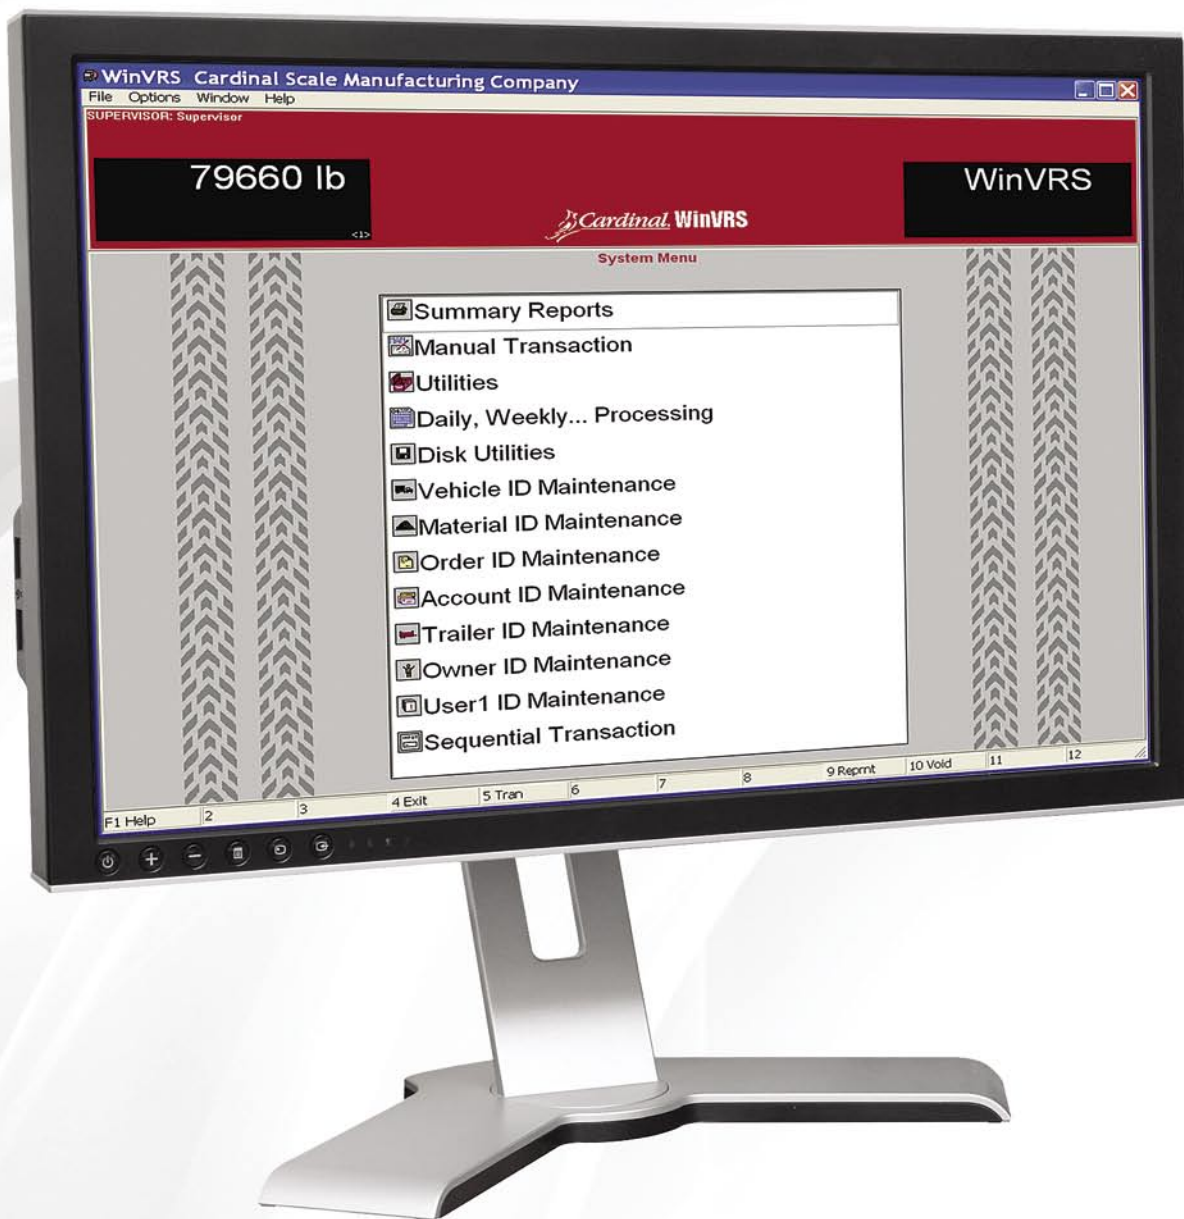 WinVRS Cardinal Scale Manufacturing Company
File Options Window Help
SUPERVISOR: Supervisor
79660 lb
<1>
WinVRS
Cardinal. WinVRS
System Menu
Summary Reports
Manual Transaction
Utilities
Daily, Weekly... Processing
Disk Utilities
Vehicle ID Maintenance
Material ID Maintenance
Order ID Maintenance
Account ID Maintenance
Trailer ID Maintenance
Owner ID Maintenance
User1 ID Maintenance
Sequential Transaction
F1 Help 2 3 4 Exit 5 Tran 6 7 8 9 Reprnt 10 Void 11 12